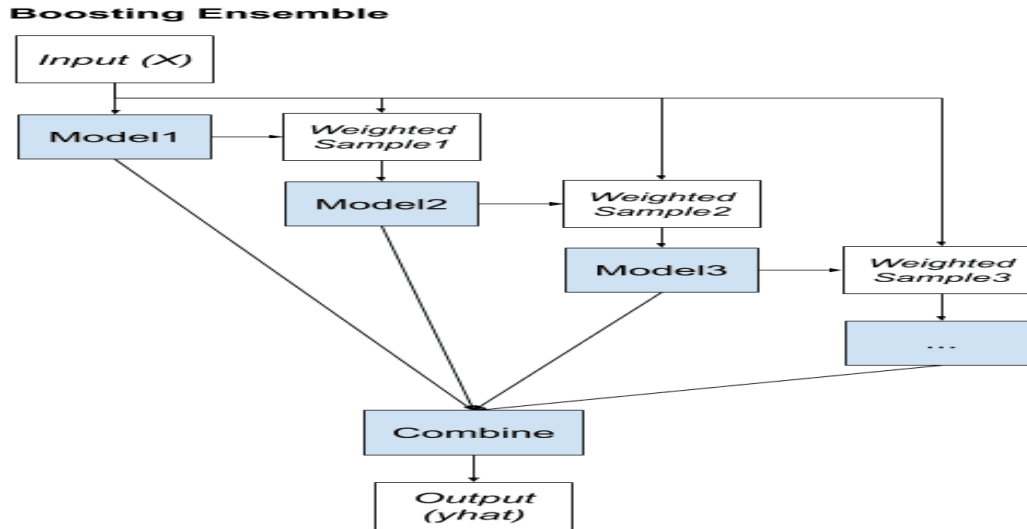 Boosting Ensemble
Input (X)
Model1
Weighted
Sample1
Model2
Weighted
Sample2
Model3
Weighted
Sample3
...
Combine
Output
(yhat)